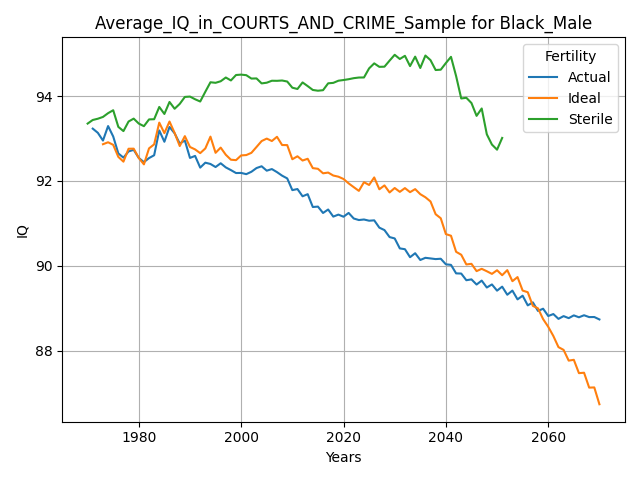 Average_IQ_in_COURTS_AND_CRIME_Sample for Black_Male
Fertility
Actual
Ideal
Sterile
94
92
90
88
IQ
1980
2000
2020
2040
2060
Years